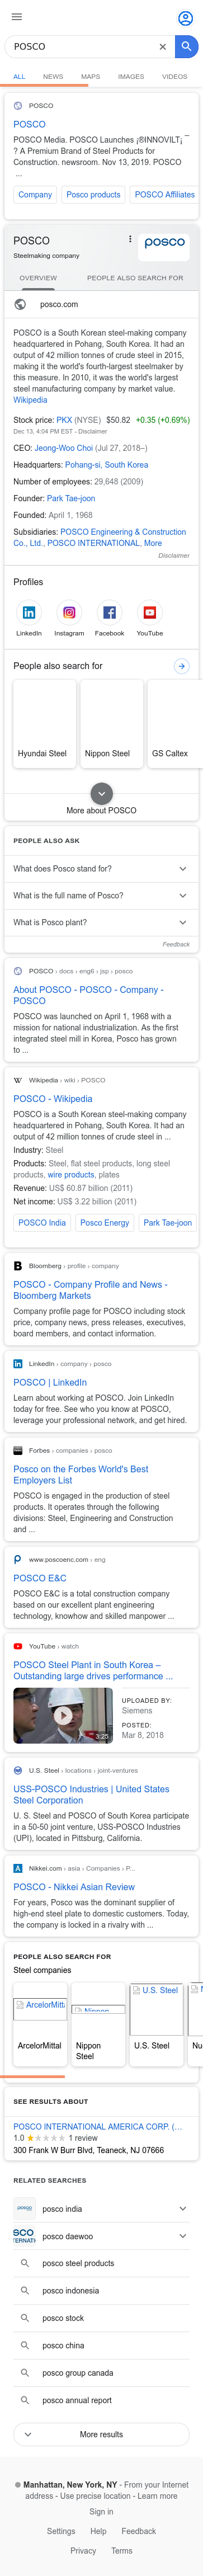 POSCO
ALL NEWS MAPS IMAGES VIDEOS
POSCO
POSCO
POSCO Media. POSCO Launches ¡®INNOVILT¡¯
? A Premium Brand of Steel Products for
Construction. newsroom. Nov 13, 2019. POSCO
...
Company Posco products POSCO Affiliates
POSCO
Steelmaking company
posco
OVERVIEW PEOPLE ALSO SEARCH FOR
posco.com
POSCO is a South Korean steel-making company
headquartered in Pohang, South Korea. It had an
output of 42 million tonnes of crude steel in 2015,
making it the world's fourth-largest steelmaker by
this measure. In 2010, it was the world's largest
steel manufacturing company by market value.
Wikipedia
Stock price: PKX (NYSE) $50.82 +0.35 (+0.69%)
Dec 13, 4:04 PM EST - Disclaimer
CEO: Jeong-Woo Choi (Jul 27, 2018–)
Headquarters: Pohang-si, South Korea
Number of employees: 29,648 (2009)
Founder: Park Tae-joon
Founded: April 1, 1968
Subsidiaries: POSCO Engineering & Construction
Co., Ltd., POSCO INTERNATIONAL, More
Disclaimer
Profiles
LinkedIn Instagram Facebook YouTube
People also search for
Hyundai Steel Nippon Steel GS Caltex
More about POSCO
PEOPLE ALSO ASK
What does Posco stand for?
What is the full name of Posco?
What is Posco plant?
Feedback
POSCO › docs › eng6 › jsp › posco
About POSCO - POSCO - Company -
POSCO
POSCO was launched on April 1, 1968 with a
mission for national industrialization. As the first
integrated steel mill in Korea, Posco has grown
to ...
Wikipedia › wiki › POSCO
POSCO - Wikipedia
POSCO is a South Korean steel-making company
headquartered in Pohang, South Korea. It had an
output of 42 million tonnes of crude steel in ...
Industry: Steel
Products: Steel, flat steel products, long steel
products, wire products, plates
Revenue: US$ 60.87 billion (2011)
Net income: US$ 3.22 billion (2011)
POSCO India Posco Energy Park Tae-joon
Bloomberg › profile › company
POSCO - Company Profile and News -
Bloomberg Markets
Company profile page for POSCO including stock
price, company news, press releases, executives,
board members, and contact information.
LinkedIn › company › posco
POSCO | LinkedIn
Learn about working at POSCO. Join LinkedIn
today for free. See who you know at POSCO,
leverage your professional network, and get hired.
Forbes › companies › posco
Posco on the Forbes World's Best
Employers List
POSCO is engaged in the production of steel
products. It operates through the following
divisions: Steel, Engineering and Construction
and ...
www.poscoenc.com › eng
POSCO E&C
POSCO E&C is a total construction company
based on our excellent plant engineering
technology, knowhow and skilled manpower ...
YouTube › watch
POSCO Steel Plant in South Korea –
Outstanding large drives performance ...
3:25
UPLOADED BY:
Siemens
POSTED:
Mar 8, 2018
U.S. Steel › locations › joint-ventures
USS-POSCO Industries | United States
Steel Corporation
U. S. Steel and POSCO of South Korea participate
in a 50-50 joint venture, USS-POSCO Industries
(UPI), located in Pittsburg, California.
Nikkei.com › asia › Companies › P...
POSCO - Nikkei Asian Review
For years, Posco was the dominant supplier of
high-end steel plate to domestic customers. Today,
the company is locked in a rivalry with ...
PEOPLE ALSO SEARCH FOR
Steel companies
ArcelorMitta
Nippon
U.S. Steel
ArcelorMittal
Nippon
Steel
U.S. Steel
Nu
SEE RESULTS ABOUT
POSCO INTERNATIONAL AMERICA CORP. (...
1.0 1 review
300 Frank W Burr Blvd, Teaneck, NJ 07666
RELATED SEARCHES
posco india
posco daewoo
posco steel products
posco indonesia
posco stock
posco china
posco group canada
posco annual report
More results
Manhattan, New York, NY - From your Internet
address - Use precise location - Learn more
Sign in
Settings Help Feedback
Privacy Terms